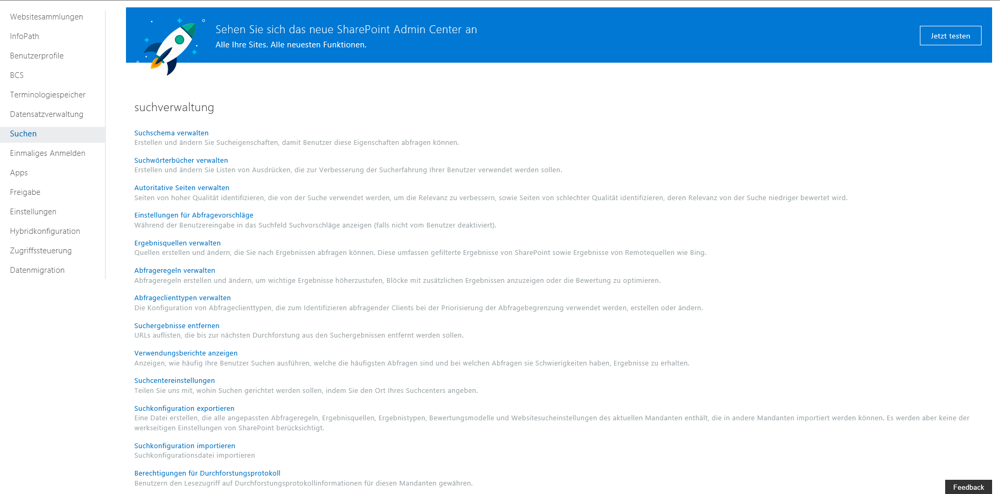 Websitesammlungen
InfoPath
Benutzerprofile
BCS
Terminologiespeicher
Datensatzverwaltung
Suchen
Einmaliges Anmelden
Apps
Freigabe
Einstellungen
Hybridkonfiguration
Zugriffssteuerung
Datenmigration
Sehen Sie sich das neue SharePoint Admin Center an
Alle Ihre Sites. Alle neuesten Funktionen.
Jetzt testen
suchverwaltung
Suchschema verwalten
Erstellen und ändern Sie Sucheigenschaften, damit Benutzer diese Eigenschaften abfragen können.
Suchwörterbücher verwalten
Erstellen und ändern Sie Listen von Ausdrücken, die zur Verbesserung der Sucherfahrung Ihrer Benutzer verwendet werden sollen.
Autoritative Seiten verwalten
Seiten von hoher Qualität identifizieren, die von der Suche verwendet werden, um die Relevanz zu verbessern, sowie Seiten von schlechter Qualität identifizieren, deren Relevanz von der Suche niedriger bewertet wird.
Einstellungen für Abfragevorschläge
Während der Benutzereingabe in das Suchfeld Suchvorschläge anzeigen (falls nicht vom Benutzer deaktiviert).
Ergebnisquellen verwalten
Quellen erstellen und ändern, die Sie nach Ergebnissen abfragen können. Diese umfassen gefilterte Ergebnisse von SharePoint sowie Ergebnisse von Remotequellen wie Bing.
Abfrageregeln verwalten
Abfrageregeln erstellen und ändern, um wichtige Ergebnisse höherzustufen, Blöcke mit zusätzlichen Ergebnissen anzuzeigen oder die Bewertung zu optimieren.
Abfrageclienttypen verwalten
Die Konfiguration von Abfrageclienttypen, die zum Identifizieren abfragender Clients bei der Priorisierung der Abfragebegrenzung verwendet werden, erstellen oder ändern.
Suchergebnisse entfernen
URLs auflisten, die bis zur nächsten Durchforstung aus den Suchergebnissen entfernt werden sollen.
Verwendungsberichte anzeigen
Anzeigen, wie häufig Ihre Benutzer Suchen ausführen, welche die häufigsten Abfragen sind und bei welchen Abfragen sie Schwierigkeiten haben, Ergebnisse zu erhalten.
Suchcentereinstellungen
Teilen Sie uns mit, wohin Suchen gerichtet werden sollen, indem Sie den Ort Ihres Suchcenters angeben.
Suchkonfiguration exportieren
Eine Datei erstellen, die alle angepassten Abfrageregeln, Ergebnisquellen, Ergebnistypen, Bewertungsmodelle und Websitesucheinstellungen des aktuellen Mandanten enthält, die in andere Mandanten importiert werden können. Es werden aber keine der
werkseitigen Einstellungen von SharePoint berücksichtigt.
Suchkonfiguration importieren
Suchkonfigurationsdatei importieren
Berechtigungen für Durchforstungsprotokoll
Benutzern den Lesezugriff auf Durchforstungsprotokollinformationen für diesen Mandanten gewähren.
Feedback